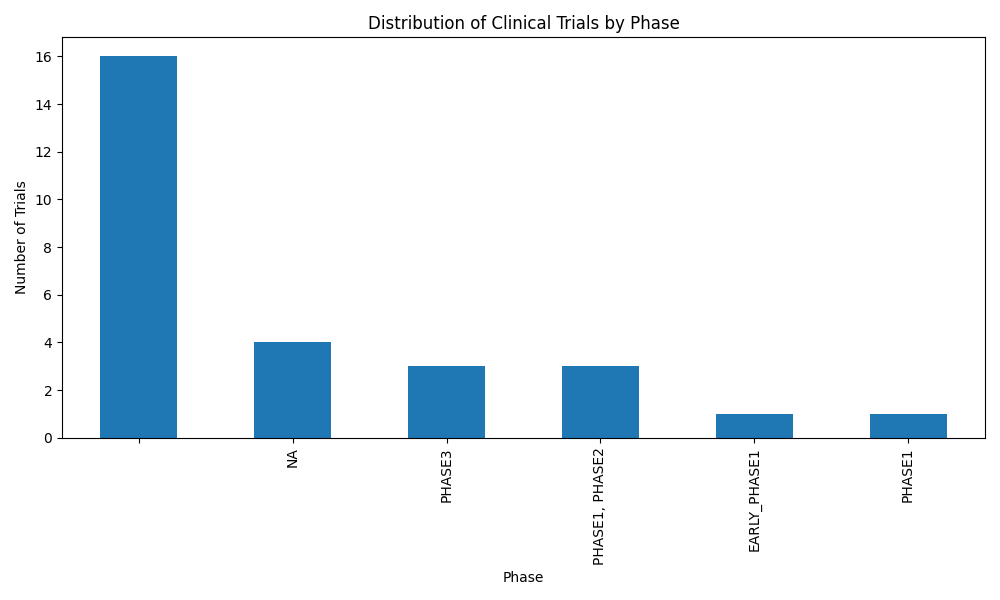 Distribution of Clinical Trials by Phase
Number of Trials
16
14
12
10
8
6
4
2
0
NA
PHASE3
PHASE1, PHASE2
EARLY_PHASE1
PHASE1
Phase